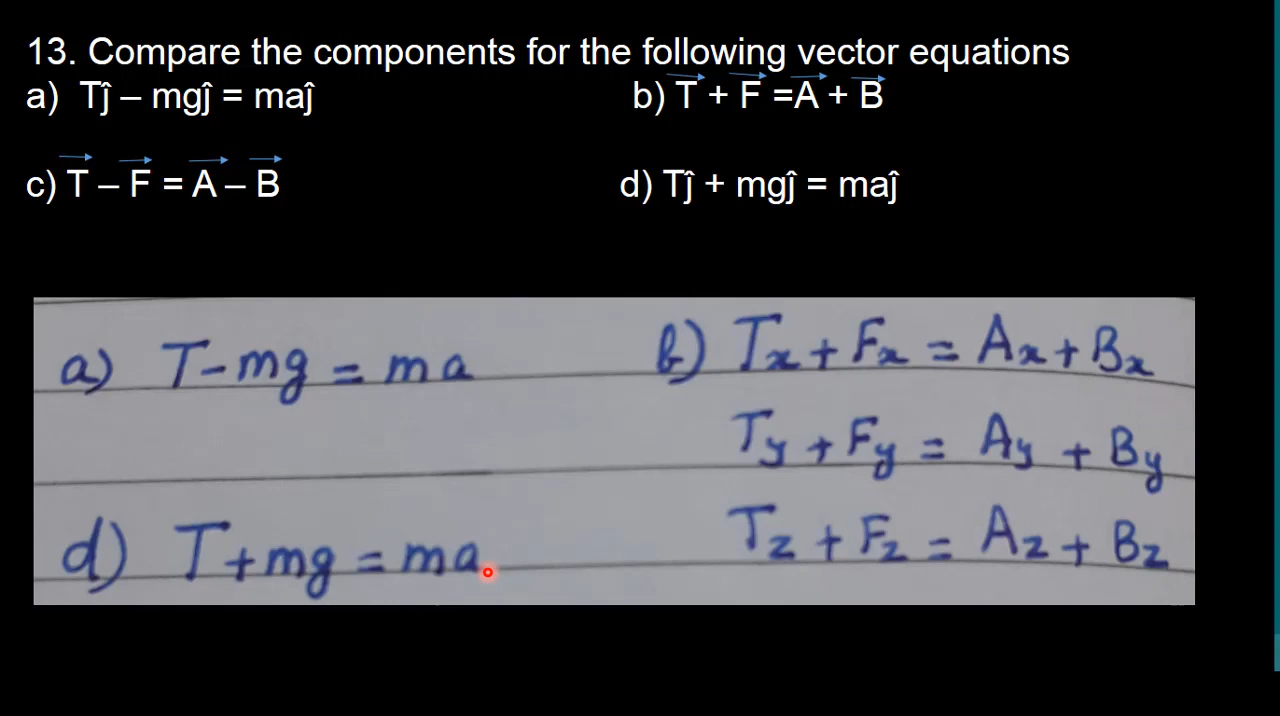 13. Compare the components for the following vector equations
a) Tĵ – mgĵ = maĵ b) T + F =A + B
c) T – F = A – B d) Tĵ + mgĵ = maĵ
a) T-mg = ma b) Tx + Fx = Ax + Bx
Ty + Fy = Ay + By
d) T+mg = ma. Tz + Fz = Az + Bz